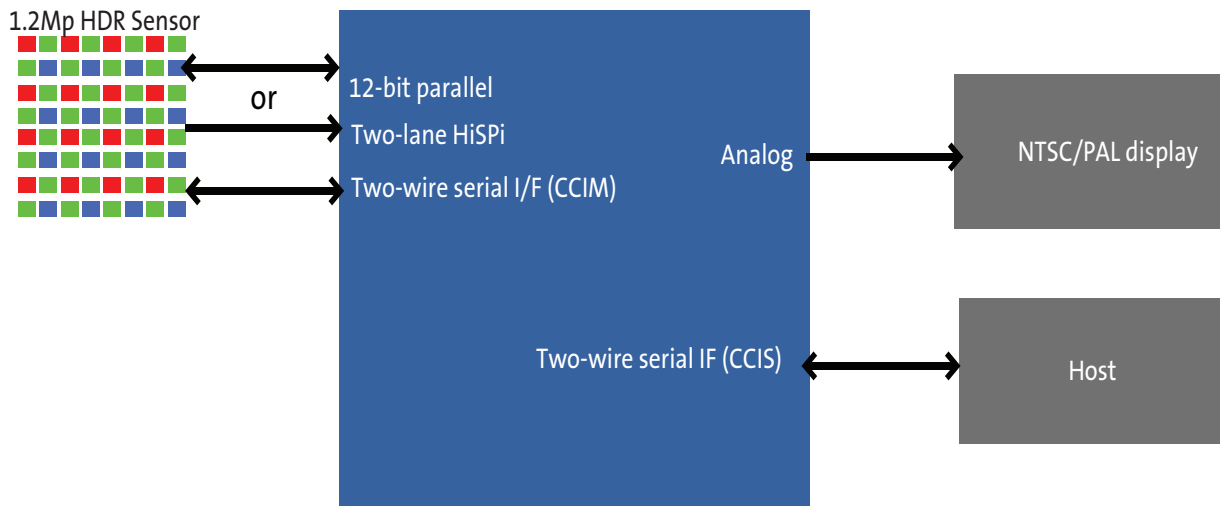 1.2Mp HDR Sensor
or
12-bit parallel
Two-lane HiSPi
Two-wire serial I/F (CCIM)
Analog
NTSC/PAL display
Two-wire serial IF (CCIS)
Host